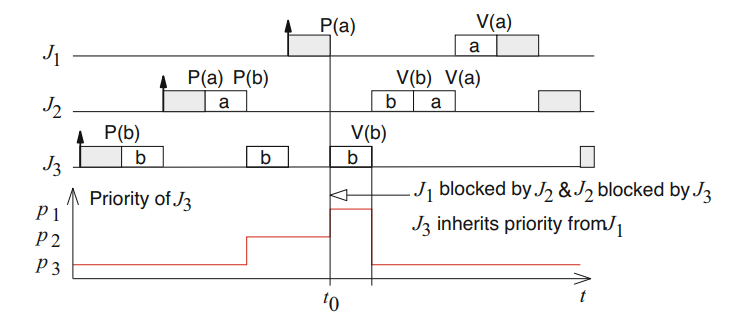 P(a) V(a)
J1 a
P(a) P(b) V(b) V(a)
J2 a b a
P(b) V(b)
J3 b b b
Priority of J3
J1 blocked by J2 & J2 blocked by J3
p1
J3 inherits priority from J1
p2
p3
t0 t